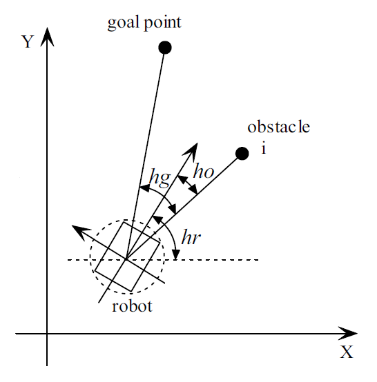 goal point
Y
obstacle
i
hg
ho
hr
robot
X